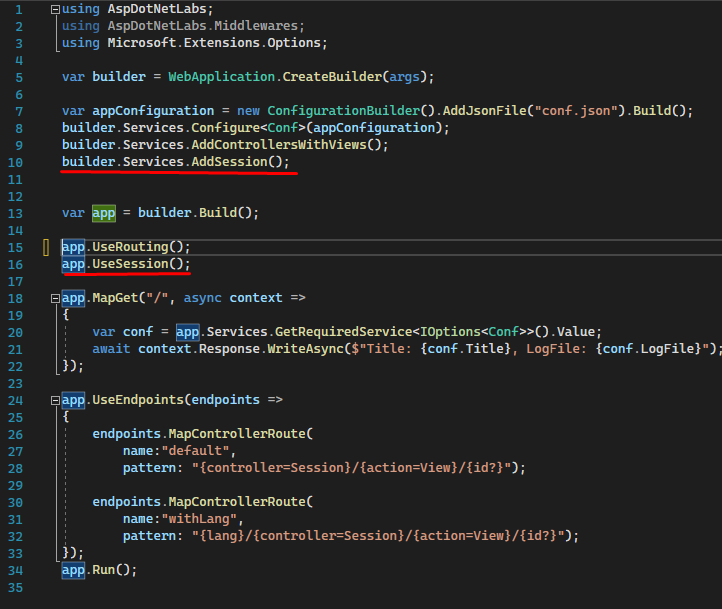 1 using AspDotNetLabs;
2 using AspDotNetLabs.Middlewares;
3 using Microsoft.Extensions.Options;
4
5 var builder = WebApplication.CreateBuilder(args);
6
7 var appConfiguration = new ConfigurationBuilder().AddJsonFile("conf.json").Build();
8 builder.Services.Configure<Conf>(appConfiguration);
9 builder.Services.AddControllersWithViews();
10 builder.Services.AddSession();
11
12
13 var app = builder.Build();
14
15 app.UseRouting();
16 app.UseSession();
17
18 app.MapGet("/", async context =>
19 {
20 var conf = app.Services.GetRequiredService<IOptions<Conf>>().Value;
21 await context.Response.WriteAsync($"Title: {conf.Title}, LogFile: {conf.LogFile}");
22 });
23
24 app.UseEndpoints(endpoints =>
25 {
26 endpoints.MapControllerRoute(
27 name:"default",
28 pattern: "{controller=Session}/{action=View}/{id?}");
29
30 endpoints.MapControllerRoute(
31 name:"withLang",
32 pattern: "{lang}/{controller=Session}/{action=View}/{id?}");
33 });
34 app.Run();
35